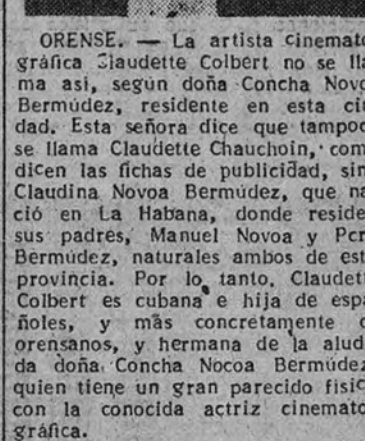 ORENSE. — La artista cinemato
gráfica Claudette Colbert no se lla
ma asi, según doña Concha Novo
Bermúdez, residente en esta ciu
dad. Esta señora dice que tampoc
se llama Claudette Chauchoin, com
dicen las fichas de publicidad, sin
Claudina Novoa Bermúdez, que na
ció en La Habana, donde reside
sus padres, Manuel Novoa y Per
Bermúdez, naturales ambos de est
provincia. Por lo tanto, Claudett
Colbert es cubana e hija de espa
ñoles, y más concretamente d
orensanos, y hermana de la alud
da doña Concha Nocoa Bermúdez
quien tiene un gran parecido físic
con la conocida actriz cinemato
gráfica.